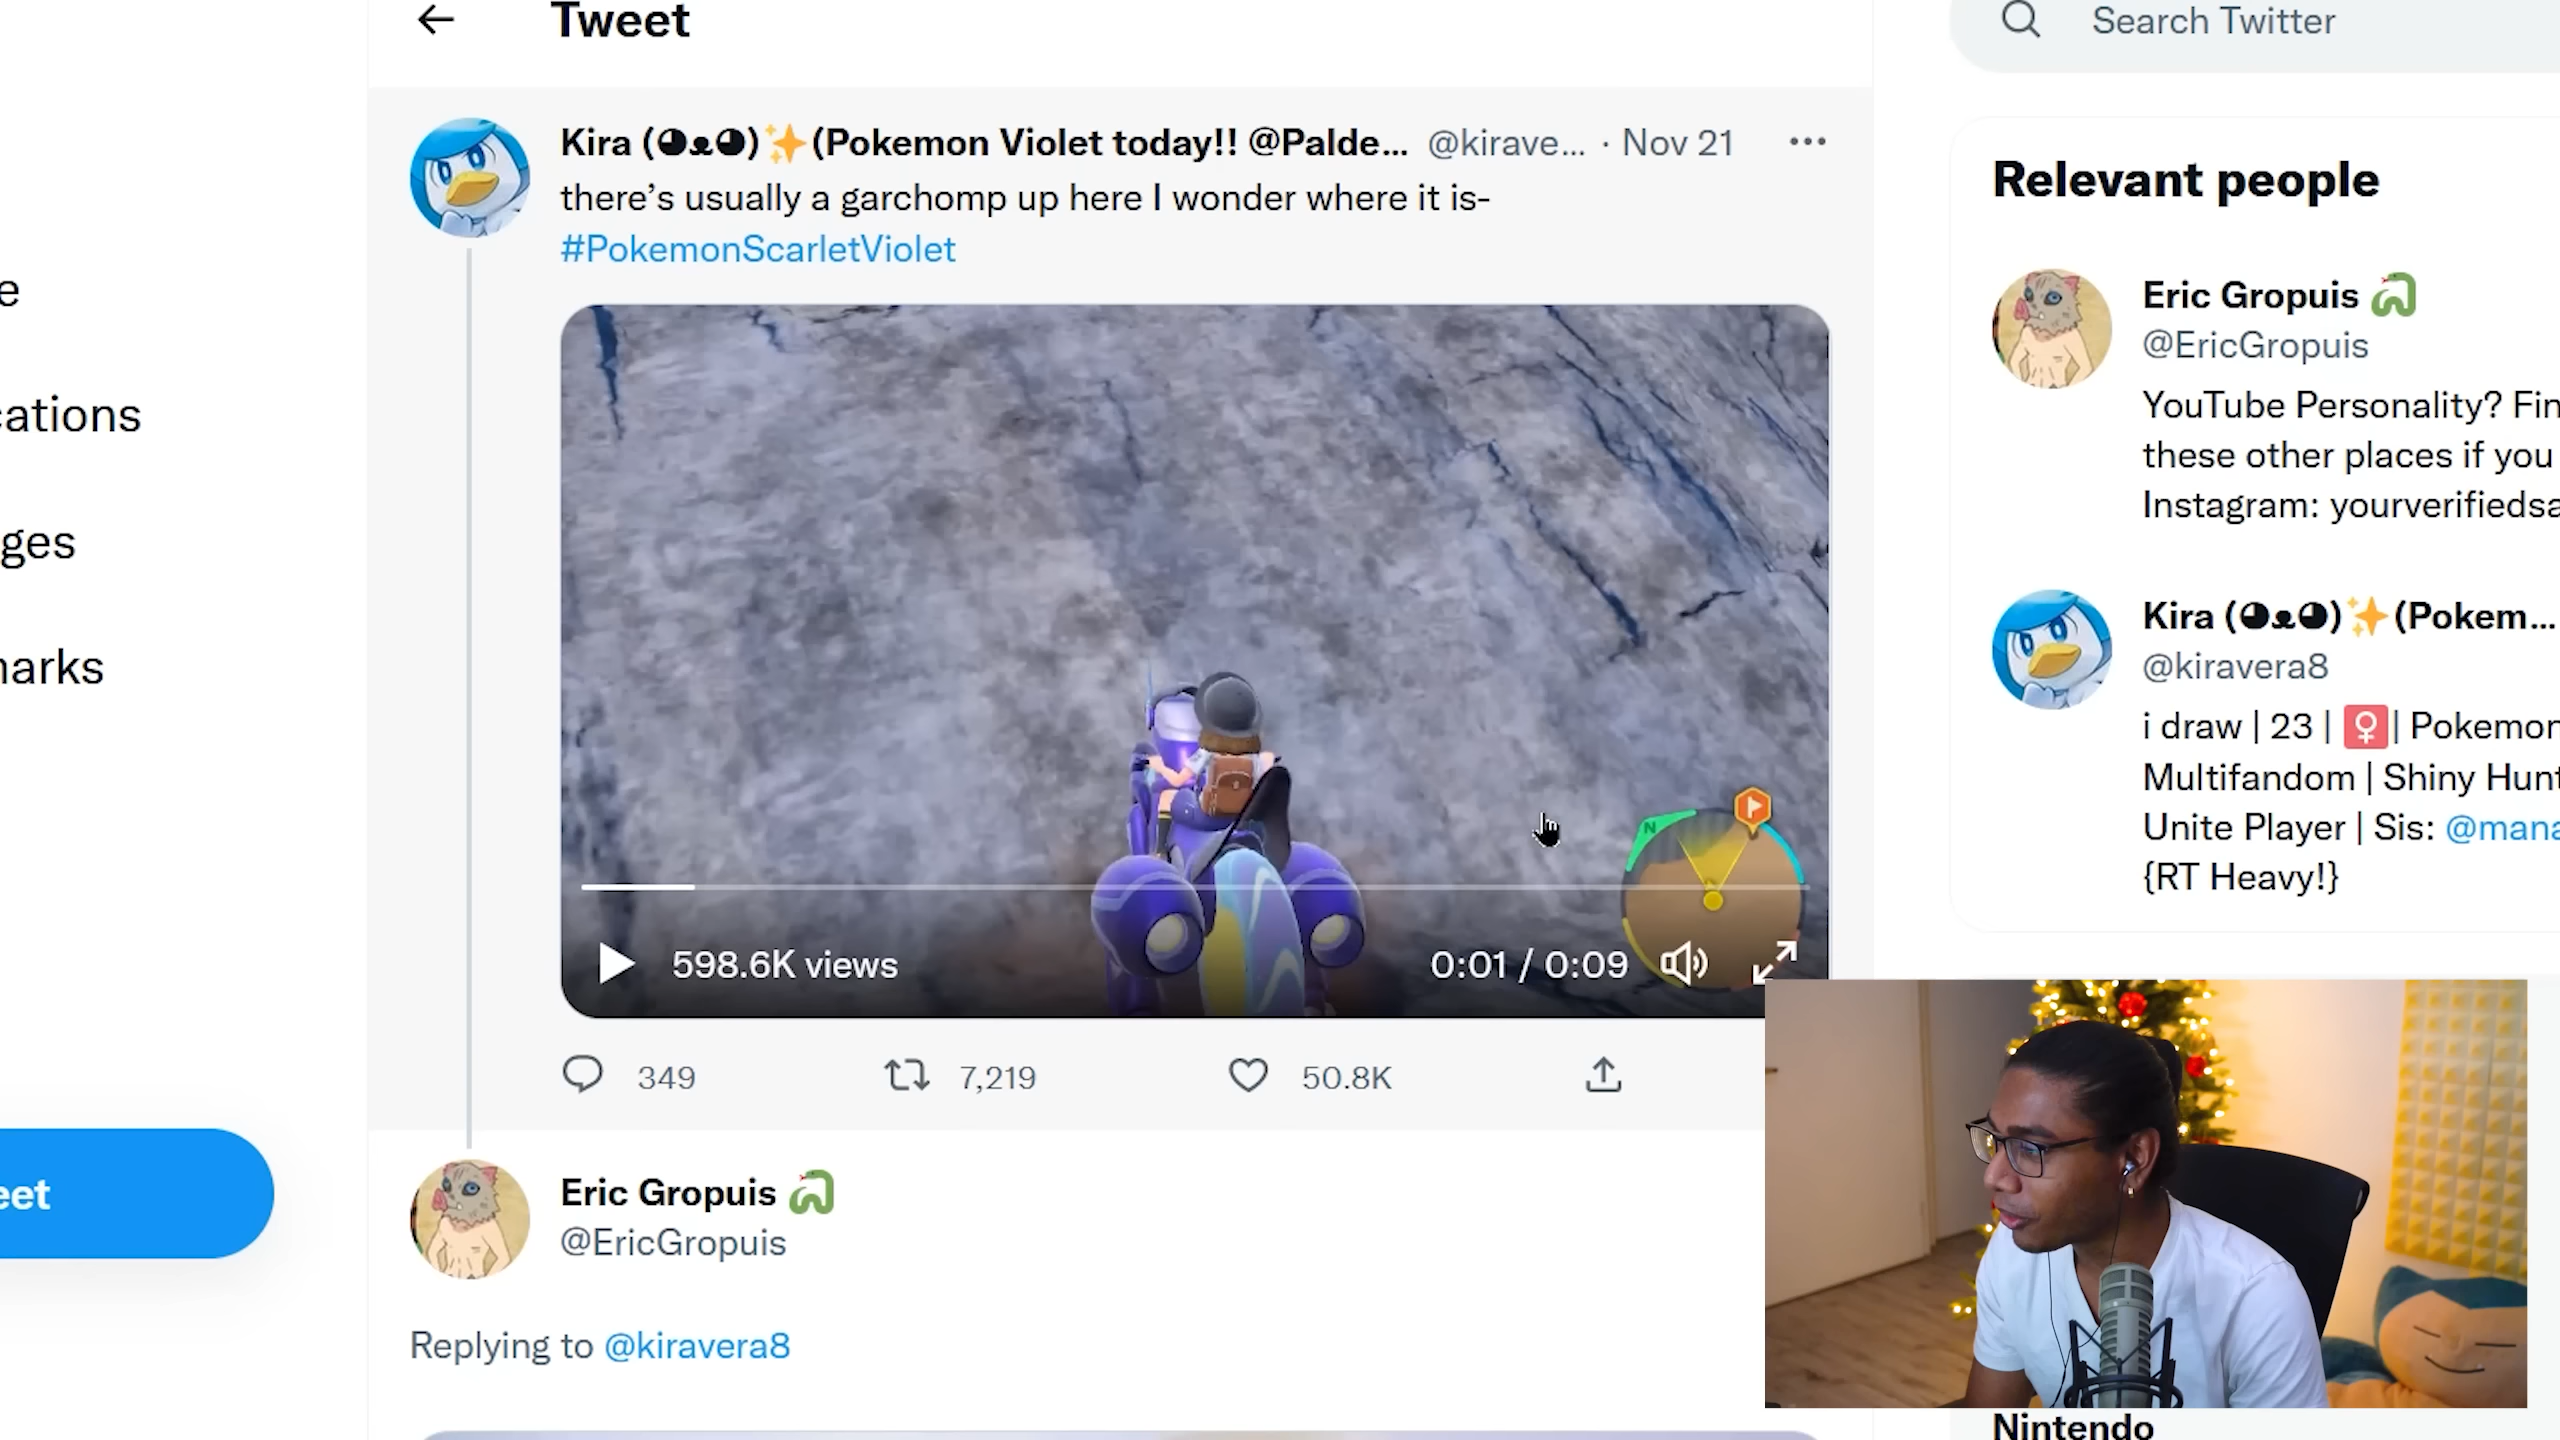 Tweet
Search Twitter
Kira (◕ᴥ◕)✨(Pokemon Violet today!! @Palde... @kirave... · Nov 21
there's usually a garchomp up here I wonder where it is-
#PokemonScarletViolet
N
598.6K views
0:01 / 0:09
349
7,219
50.8K
Eric Gropuis
@EricGropuis
Replying to @kiravera8
e
cations
ges
narks
eet
Relevant people
Eric Gropuis
@EricGropuis
YouTube Personality? Fin
these other places if you
Instagram: yourverifiedsa
Kira (◕ᴥ◕)✨(Pokem...
@kiravera8
i draw | 23 | ♀| Pokemon
Multifandom | Shiny Hunt
Unite Player | Sis: @mana
{RT Heavy!}
Nintendo